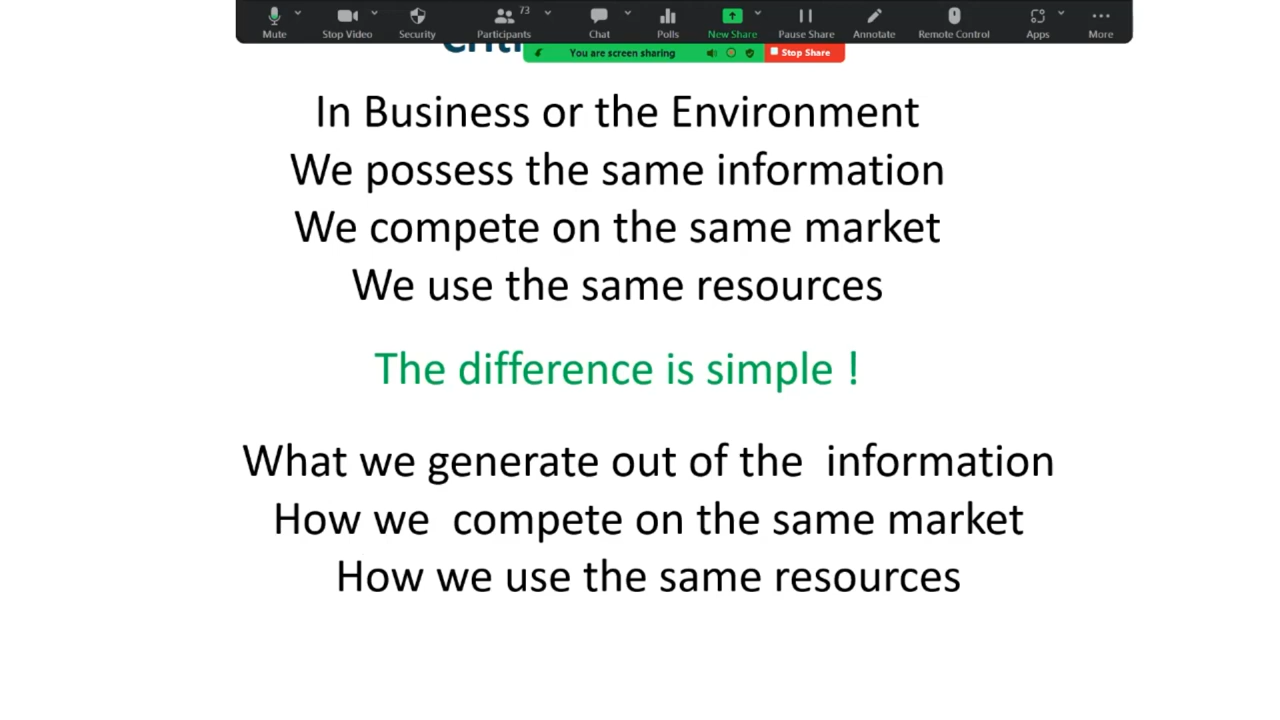 Mute
Stop Video
Security
73
Participants
Chat
Polls
New Share
Pause Share
Annotate
Remote Control
Apps
More
You are screen sharing
Stop Share
In Business or the Environment
We possess the same information
We compete on the same market
We use the same resources
The difference is simple !
What we generate out of the information
How we compete on the same market
How we use the same resources